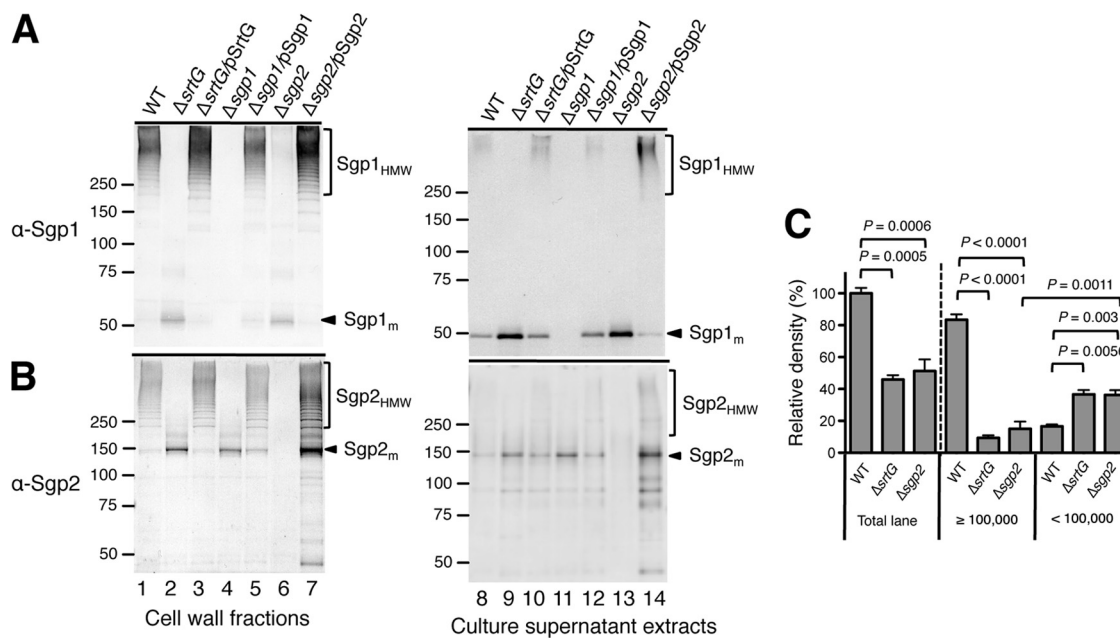 A
WT
ΔsrtG
ΔsrtG/pSrtG
Δsgp1
Δsgp1/pSgp1
Δsgp2
Δsgp2/pSgp2
250
150
100
75
50
α-Sgp1
Sgp1HMW
Sgp1m
WT
ΔsrtG
ΔsrtG/pSrtG
Δsgp1
Δsgp1/pSgp1
Δsgp2
Δsgp2/pSgp2
250
150
100
75
50
Sgp1HMW
Sgp1m
B
250
150
100
75
50
α-Sgp2
Sgp2HMW
Sgp2m
1 2 3 4 5 6 7
Cell wall fractions
250
150
100
75
50
Sgp2HMW
Sgp2m
8 9 10 11 12 13 14
Culture supernatant extracts
C
P = 0.0006
P = 0.0005
P < 0.0001
P < 0.0001
P = 0.0011
P = 0.003
P = 0.0056
Relative density (%)
100
80
60
40
20
0
WT ΔsrtG Δsgp2 WT ΔsrtG Δsgp2 WT ΔsrtG Δsgp2
Total lane ≥ 100,000 < 100,000